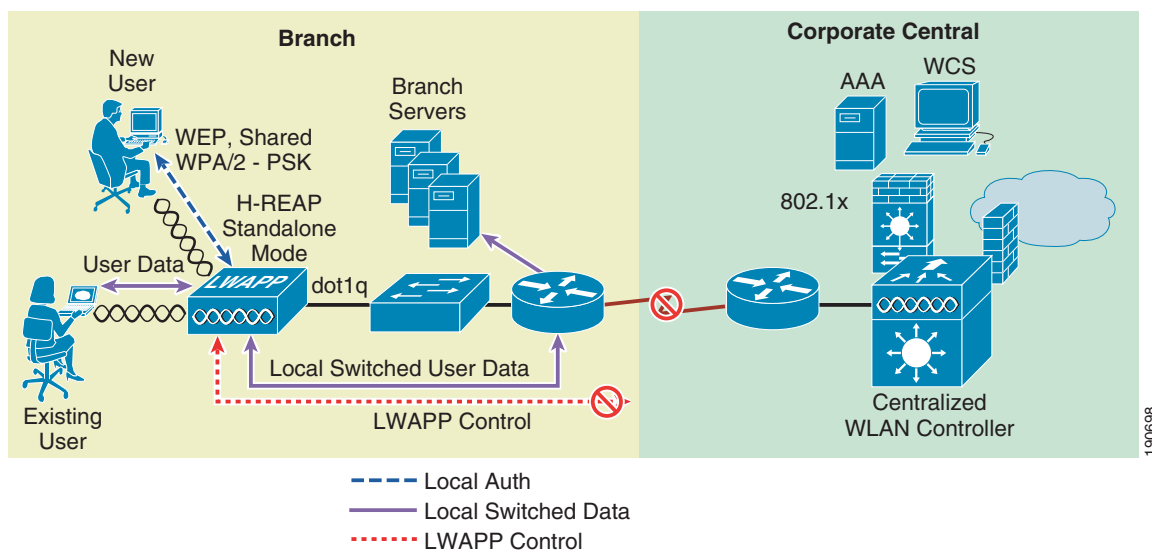 Branch
Corporate Central
New
User
Branch
Servers
AAA
WCS
WEP, Shared
WPA/2 - PSK
802.1x
H-REAP
Standalone
Mode
User Data
LWAPP
dot1q
Local Switched User Data
LWAPP Control
Existing
User
Centralized
WLAN Controller
190698
Local Auth
Local Switched Data
LWAPP Control